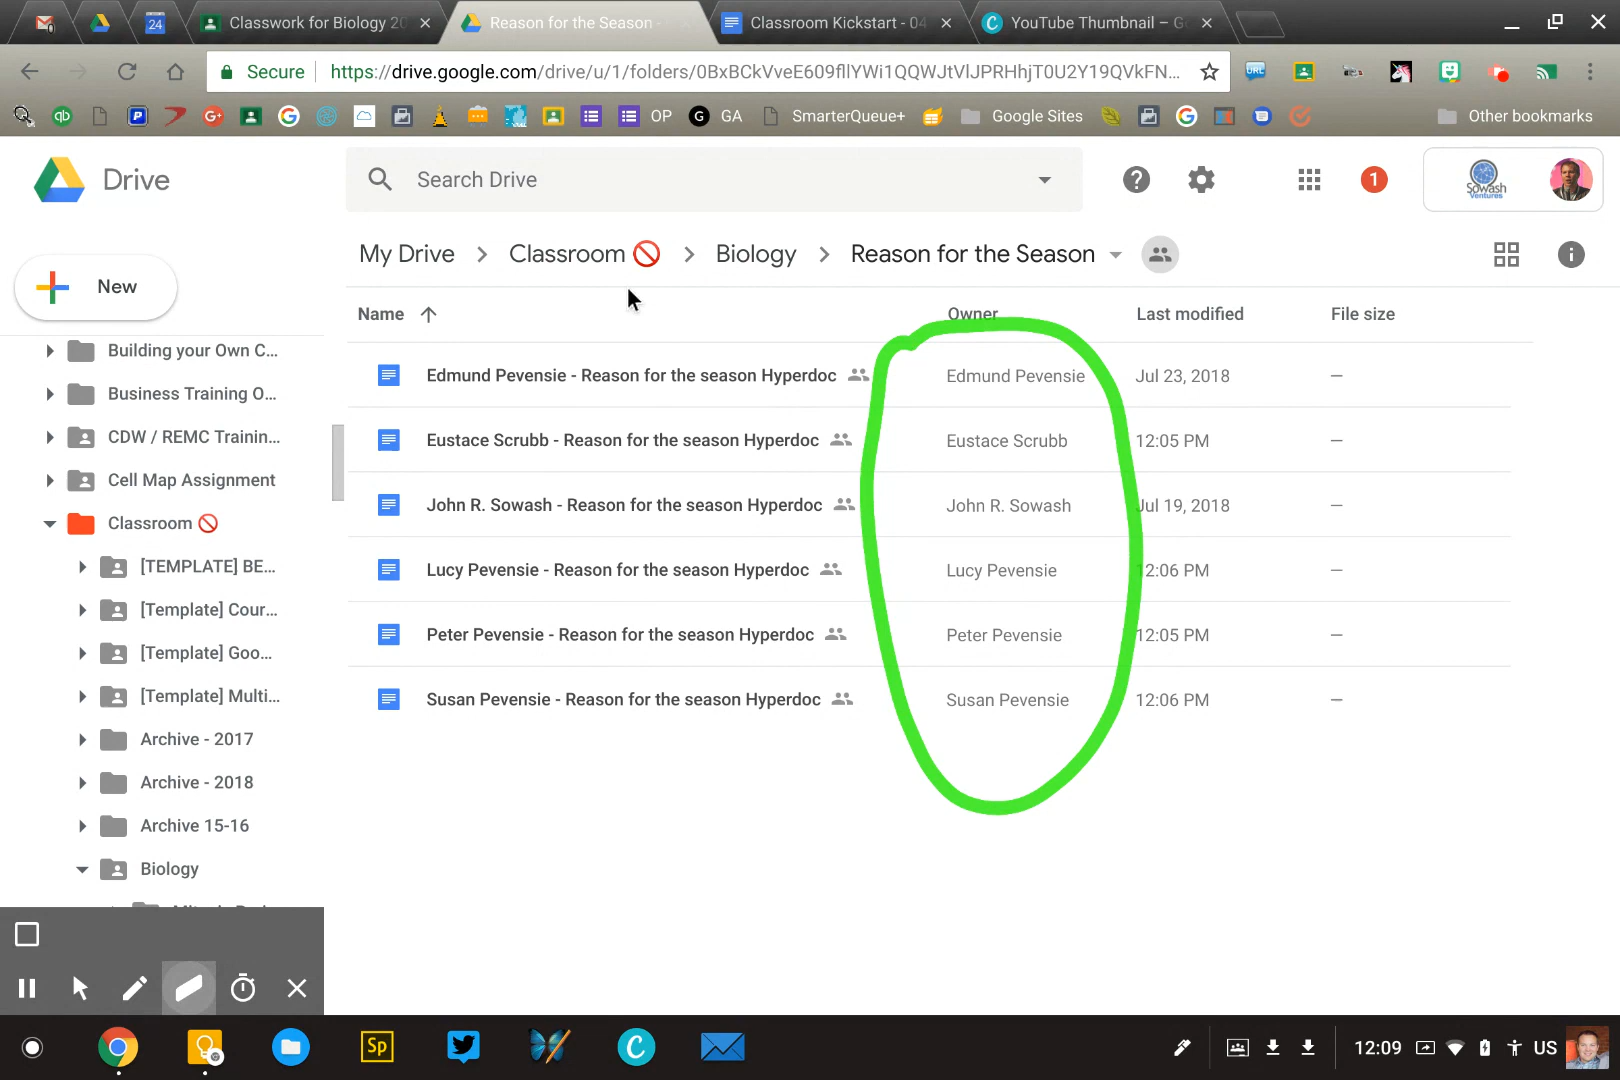 24
Classwork for Biology 20
Reason for the Season -
Classroom Kickstart - 04
YouTube Thumbnail – G
Secure
https://drive.google.com/drive/u/1/folders/0BxBCkVveE609fllYWi1QQWJtVlJPRHhjT0U2Y19QVkFN...
URL
qb
P
G+
G
OP
G
GA
SmarterQueue+
Google Sites
G
Other bookmarks
Drive
Search Drive
1
Sowash
Ventures
My Drive
Classroom
Biology
Reason for the Season
New
Name
Owner
Last modified
File size
Building your Own C...
Business Training O...
CDW / REMC Trainin...
Cell Map Assignment
Classroom
[TEMPLATE] BE...
[Template] Cour...
[Template] Goo...
[Template] Multi...
Archive - 2017
Archive - 2018
Archive 15-16
Biology
Edmund Pevensie - Reason for the season Hyperdoc
Edmund Pevensie
Jul 23, 2018
–
Eustace Scrubb - Reason for the season Hyperdoc
Eustace Scrubb
12:05 PM
–
John R. Sowash - Reason for the season Hyperdoc
John R. Sowash
Jul 19, 2018
–
Lucy Pevensie - Reason for the season Hyperdoc
Lucy Pevensie
12:06 PM
–
Peter Pevensie - Reason for the season Hyperdoc
Peter Pevensie
12:05 PM
–
Susan Pevensie - Reason for the season Hyperdoc
Susan Pevensie
12:06 PM
–
Sp
C
12:09
US